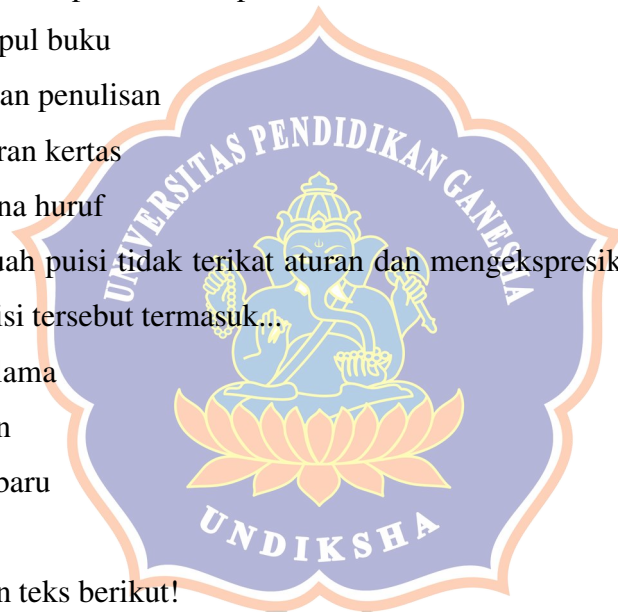 pul buku
an penulisan
ran kertas
na huruf
uah puisi tidak terikat aturan dan mengekspresik
isi tersebut termasuk...
lama
n
baru
n teks berikut!
UNIVERSITAS PENDIDIKAN GANESHA
UNDIKSHA